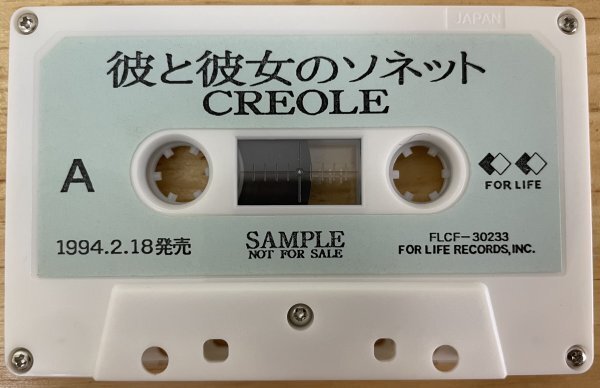 JAPAN
彼と彼女のソネット
CREOLE
A
FOR LIFE
1994.2.18発売
SAMPLE
NOT FOR SALE
FLCF-30233
FOR LIFE RECORDS,INC.